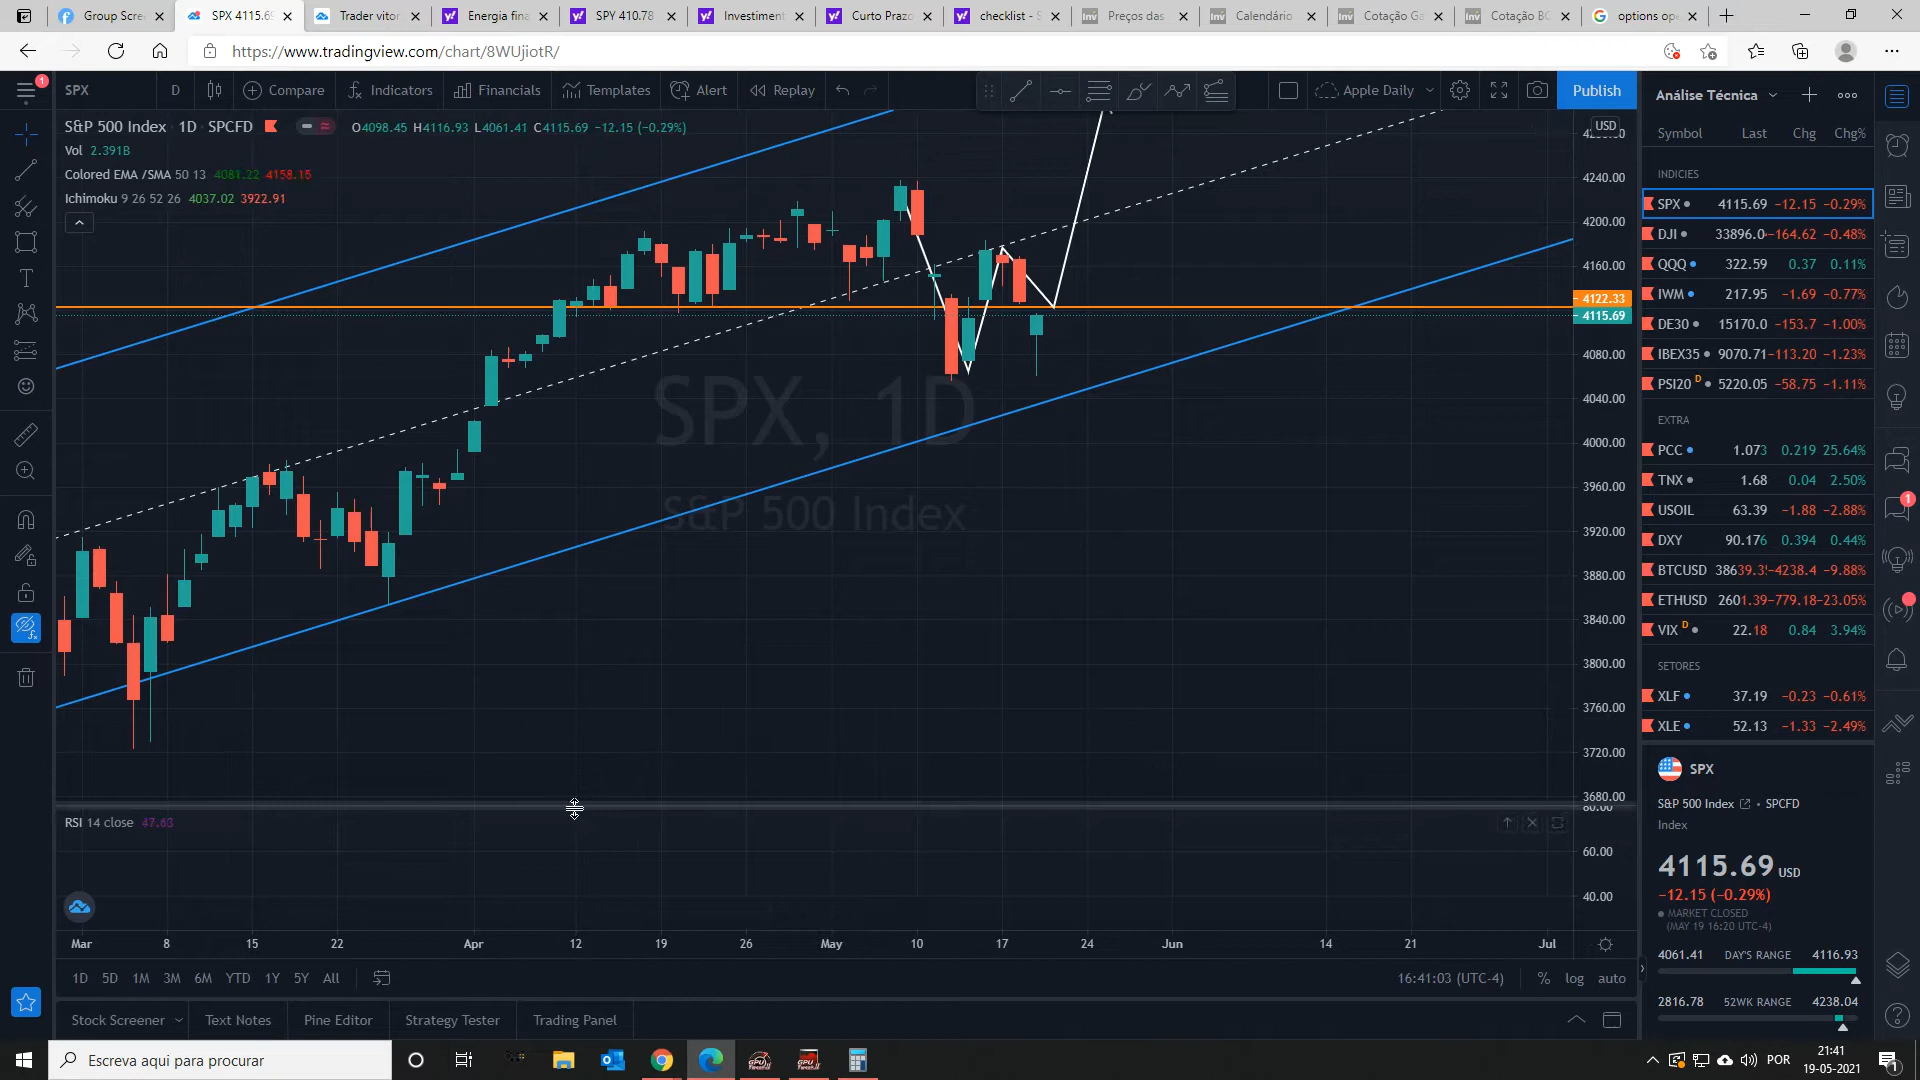 Group Scree
SPX 4115.69
Trader vitor
Energia fina
SPY 410.78
Investiment
Curto Prazo
checklist - S
Preços das
Calendário
Cotação Ga
Cotação BC
options ope
https://www.tradingview.com/chart/8WUjiotR/
1
SPX
D
Compare
Indicators
Financials
Templates
Alert
Replay
Apple Daily
Publish
S&P 500 Index · 1D · SPCFD
O4098.45 H4116.93 L4061.41 C4115.69 −12.15 (−0.29%)
Vol 2.391B
Colored EMA /SMA 50 13 4081.22 4158.15
Ichimoku 9 26 52 26 4037.02 3922.91
SPX, 1D
S&P 500 Index
USD
4240.00
4200.00
4160.00
4122.33
4115.69
4080.00
4040.00
4000.00
3960.00
3920.00
3880.00
3840.00
3800.00
3760.00
3720.00
3680.00
80.00
RSI 14 close 47.63
60.00
40.00
Mar 8 15 22 Apr 12 19 26 May 10 17 24 Jun 14 21 Jul
1D 5D 1M 3M 6M YTD 1Y 5Y All
16:41:03 (UTC-4) % log auto
Stock Screener
Text Notes
Pine Editor
Strategy Tester
Trading Panel
Análise Técnica
Symbol Last Chg Chg%
INDICIES
SPX 4115.69 −12.15 −0.29%
DJI 33896.0 −164.62 −0.48%
QQQ 322.59 0.37 0.11%
IWM 217.95 −1.69 −0.77%
DE30 15170.0 −153.7 −1.00%
IBEX35 9070.71 −113.20 −1.23%
PSI20 D 5220.05 −58.75 −1.11%
EXTRA
PCC 1.073 0.219 25.64%
TNX 1.68 0.04 2.50%
USOIL 63.39 −1.88 −2.88%
DXY 90.176 0.394 0.44%
BTCUSD 38639.3 −4238.4 −9.88%
ETHUSD 2601.39 −779.18 −23.05%
VIX D 22.18 0.84 3.94%
SETORES
XLF 37.19 −0.23 −0.61%
XLE 52.13 −1.33 −2.49%
SPX
S&P 500 Index · SPCFD
Index
4115.69 USD
−12.15 (−0.29%)
MARKET CLOSED
(MAY 19 16:20 UTC-4)
4061.41 DAY'S RANGE 4116.93
2816.78 52WK RANGE 4238.04
1
Escreva aqui para procurar
POR
21:41
19-05-2021
1